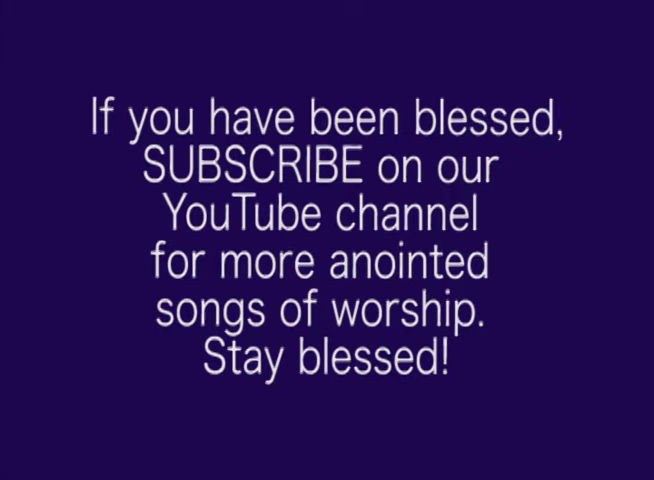 If you have been blessed,
SUBSCRIBE on our
YouTube channel
for more anointed
songs of worship.
Stay blessed!